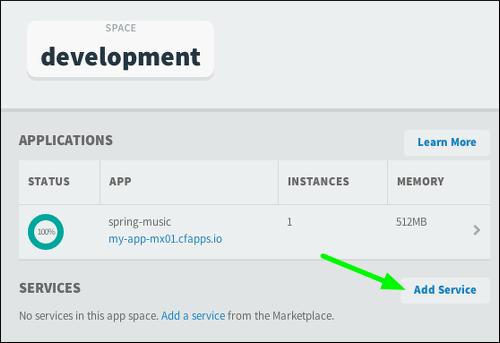 SPACE
development
APPLICATIONS
Learn More
STATUS APP INSTANCES MEMORY
100% spring-music 1 512MB
my-app-mx01.cfapps.io
SERVICES
Add Service
No services in this app space. Add a service from the Marketplace.